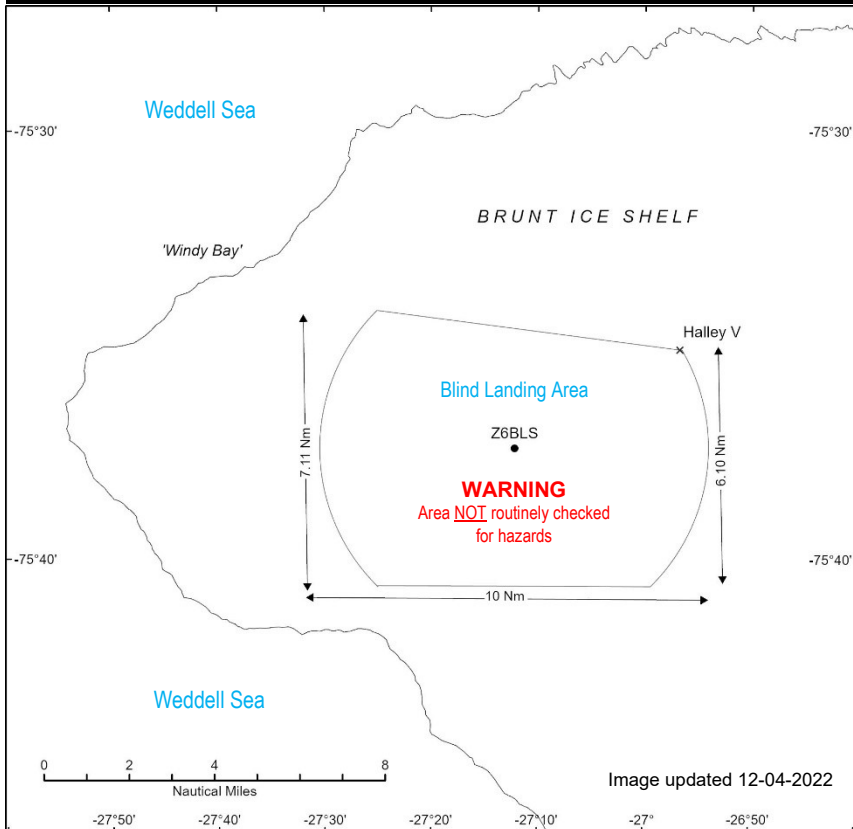 Weddell Sea
-75°30'
-75°30'
BRUNT ICE SHELF
'Windy Bay'
Halley V
Blind Landing Area
Z6BLS
7.11 Nm
6.10 Nm
WARNING
Area NOT routinely checked
for hazards
-75°40'
-75°40'
10 Nm
Weddell Sea
0 2 4 8
Nautical Miles
Image updated 12-04-2022
-27°50' -27°40' -27°30' -27°20' -27°10' -27° -26°50'